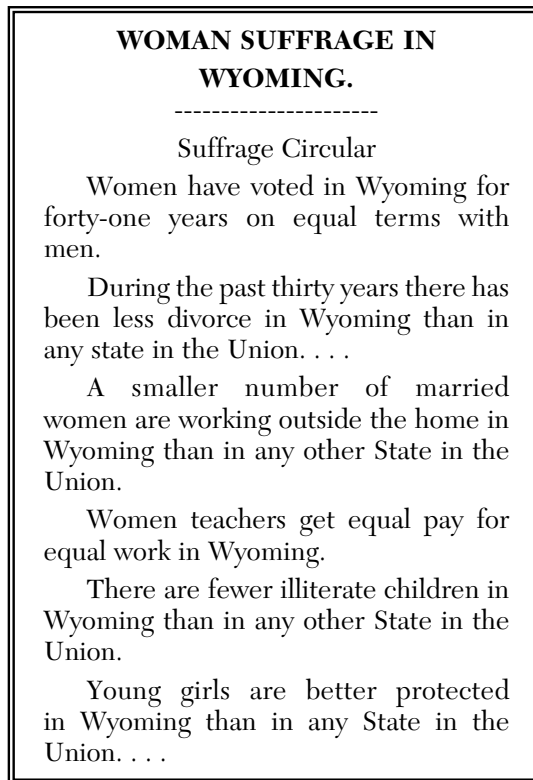 WOMAN SUFFRAGE IN
WYOMING.
----------------------
Suffrage Circular
Women have voted in Wyoming for
forty-one years on equal terms with
men.
During the past thirty years there has
been less divorce in Wyoming than in
any state in the Union. . . .
A smaller number of married
women are working outside the home in
Wyoming than in any other State in the
Union.
Women teachers get equal pay for
equal work in Wyoming.
There are fewer illiterate children in
Wyoming than in any other State in the
Union.
Young girls are better protected
in Wyoming than in any State in the
Union. . . .